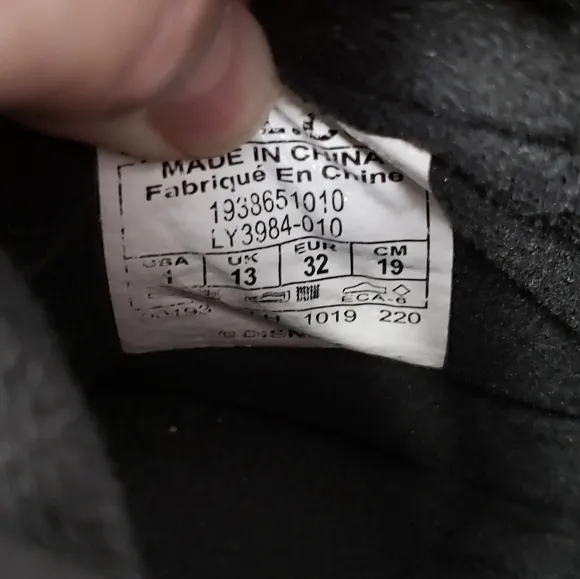 MADE IN CHINA
Fabriqué En Chine
1938651010
LY3984-010
USA UK EUR CM
1 13 32 19
ECA-6
1019 220